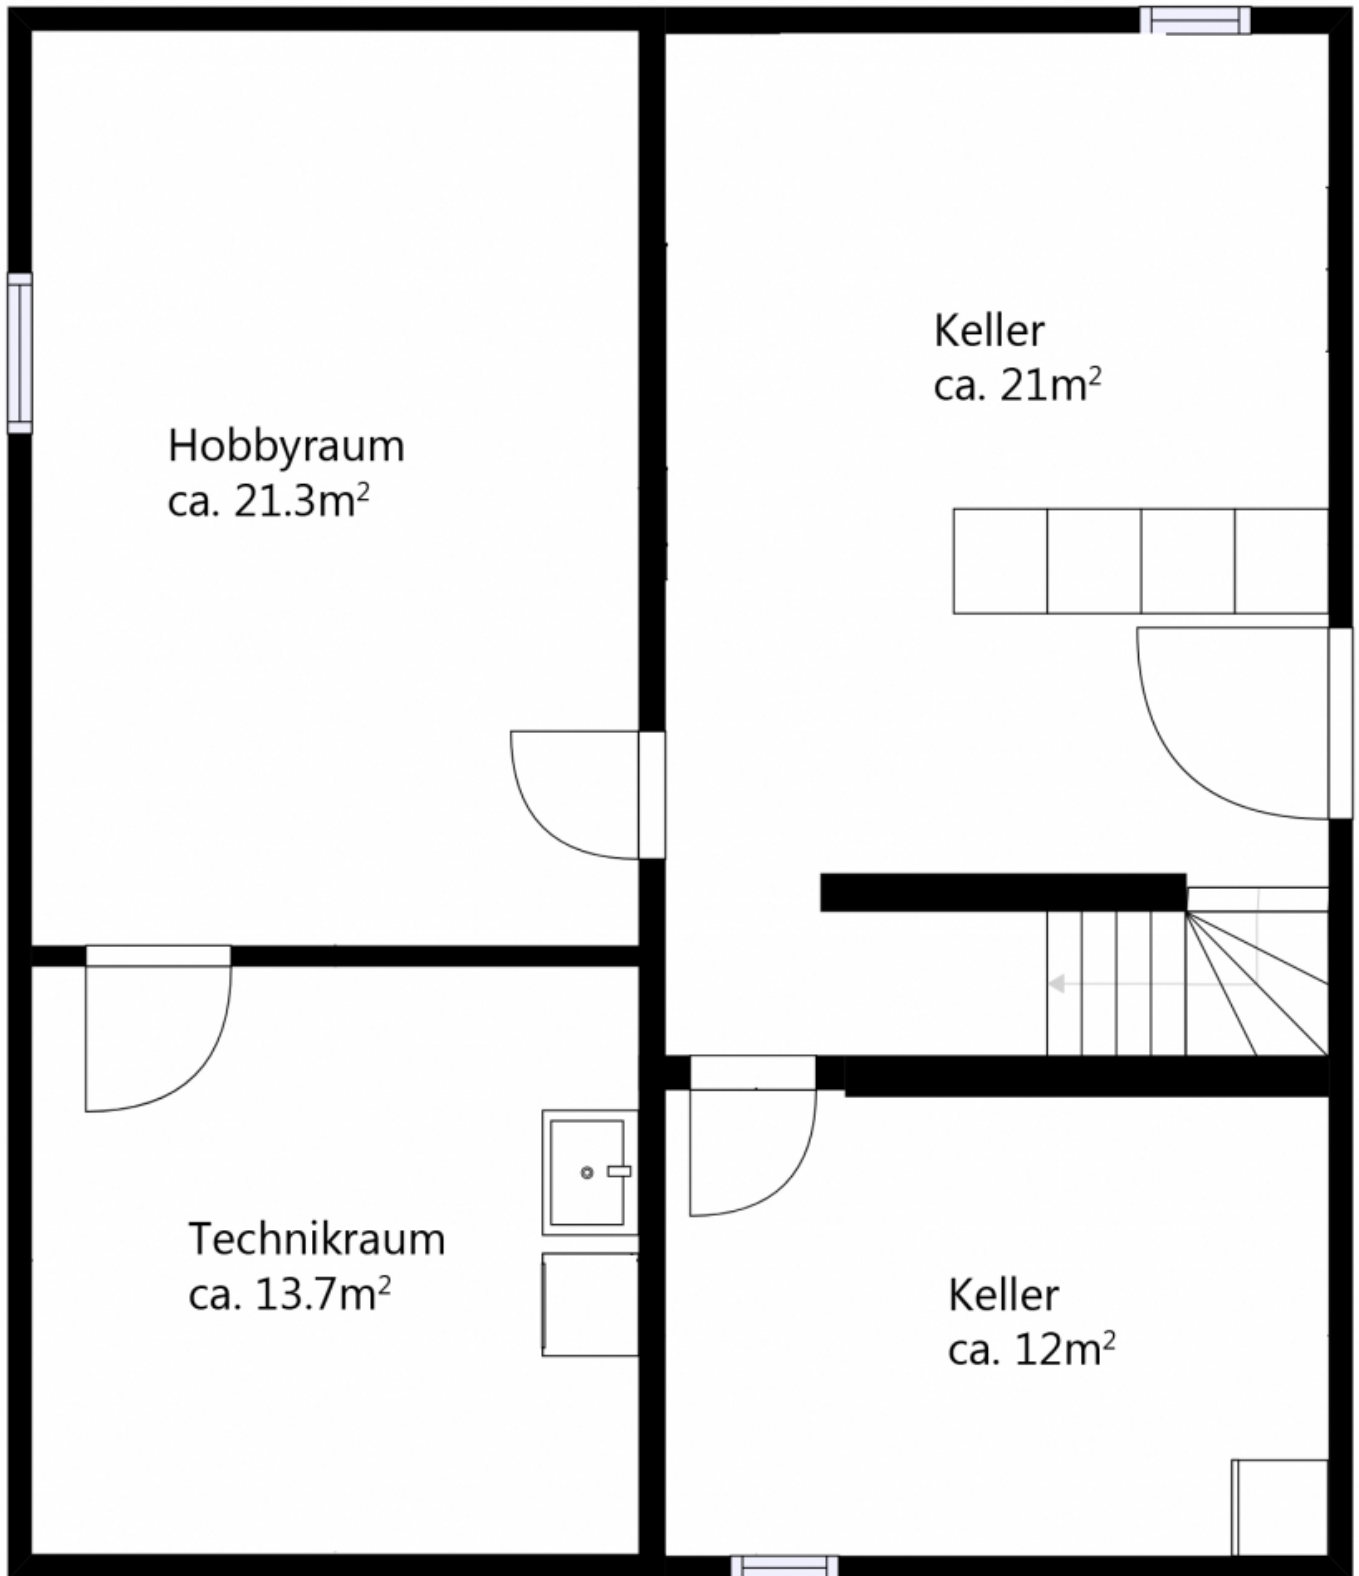 Keller
ca. 21m²
Hobbyraum
ca. 21.3m²
Technikraum
ca. 13.7m²
Keller
ca. 12m²